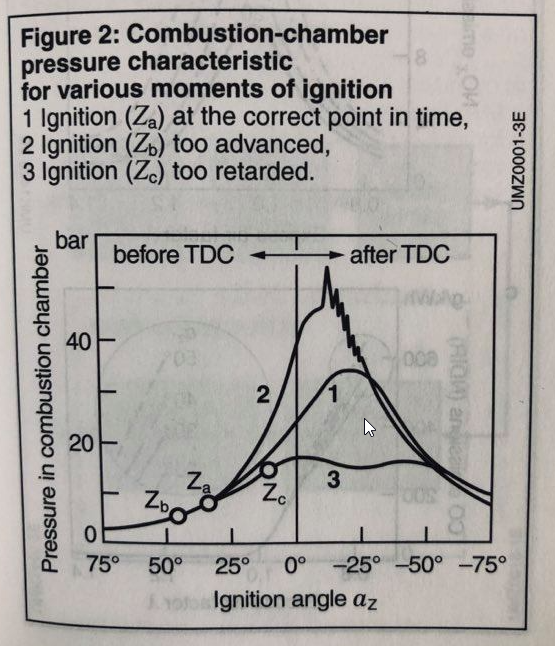 Figure 2: Combustion-chamber
pressure characteristic
for various moments of ignition
1 Ignition (Za) at the correct point in time,
2 Ignition (Zb) too advanced,
3 Ignition (Zc) too retarded.
UMZ0001-3E
bar
before TDC
after TDC
Pressure in combustion chamber
40
20
0
2
1
3
Zb
Za
Zc
75° 50° 25° 0° –25° –50° –75°
Ignition angle αz